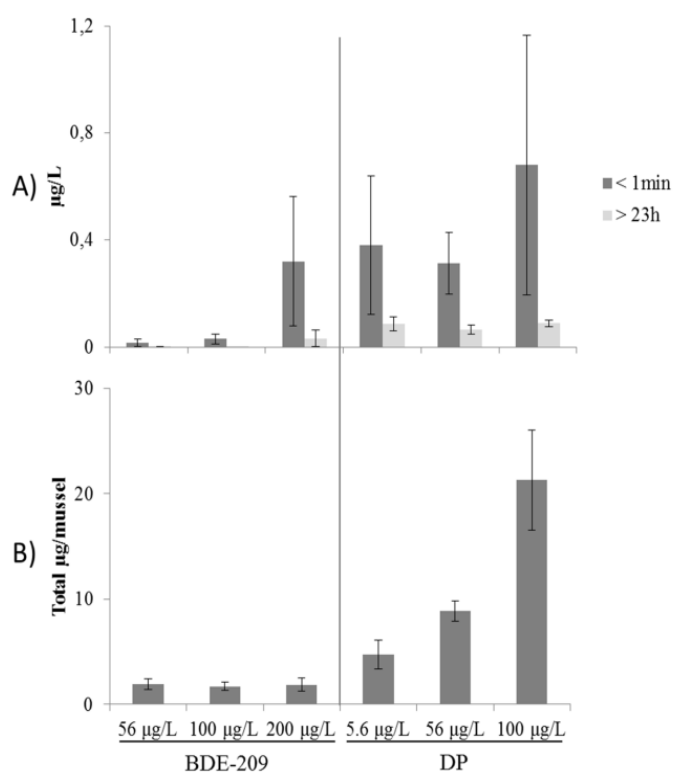 A)
µg/L
1,2
0,8
0,4
0
< 1min
> 23h
B)
Total µg/mussel
30
20
10
0
56 µg/L 100 µg/L 200 µg/L 5.6 µg/L 56 µg/L 100 µg/L
BDE-209 DP